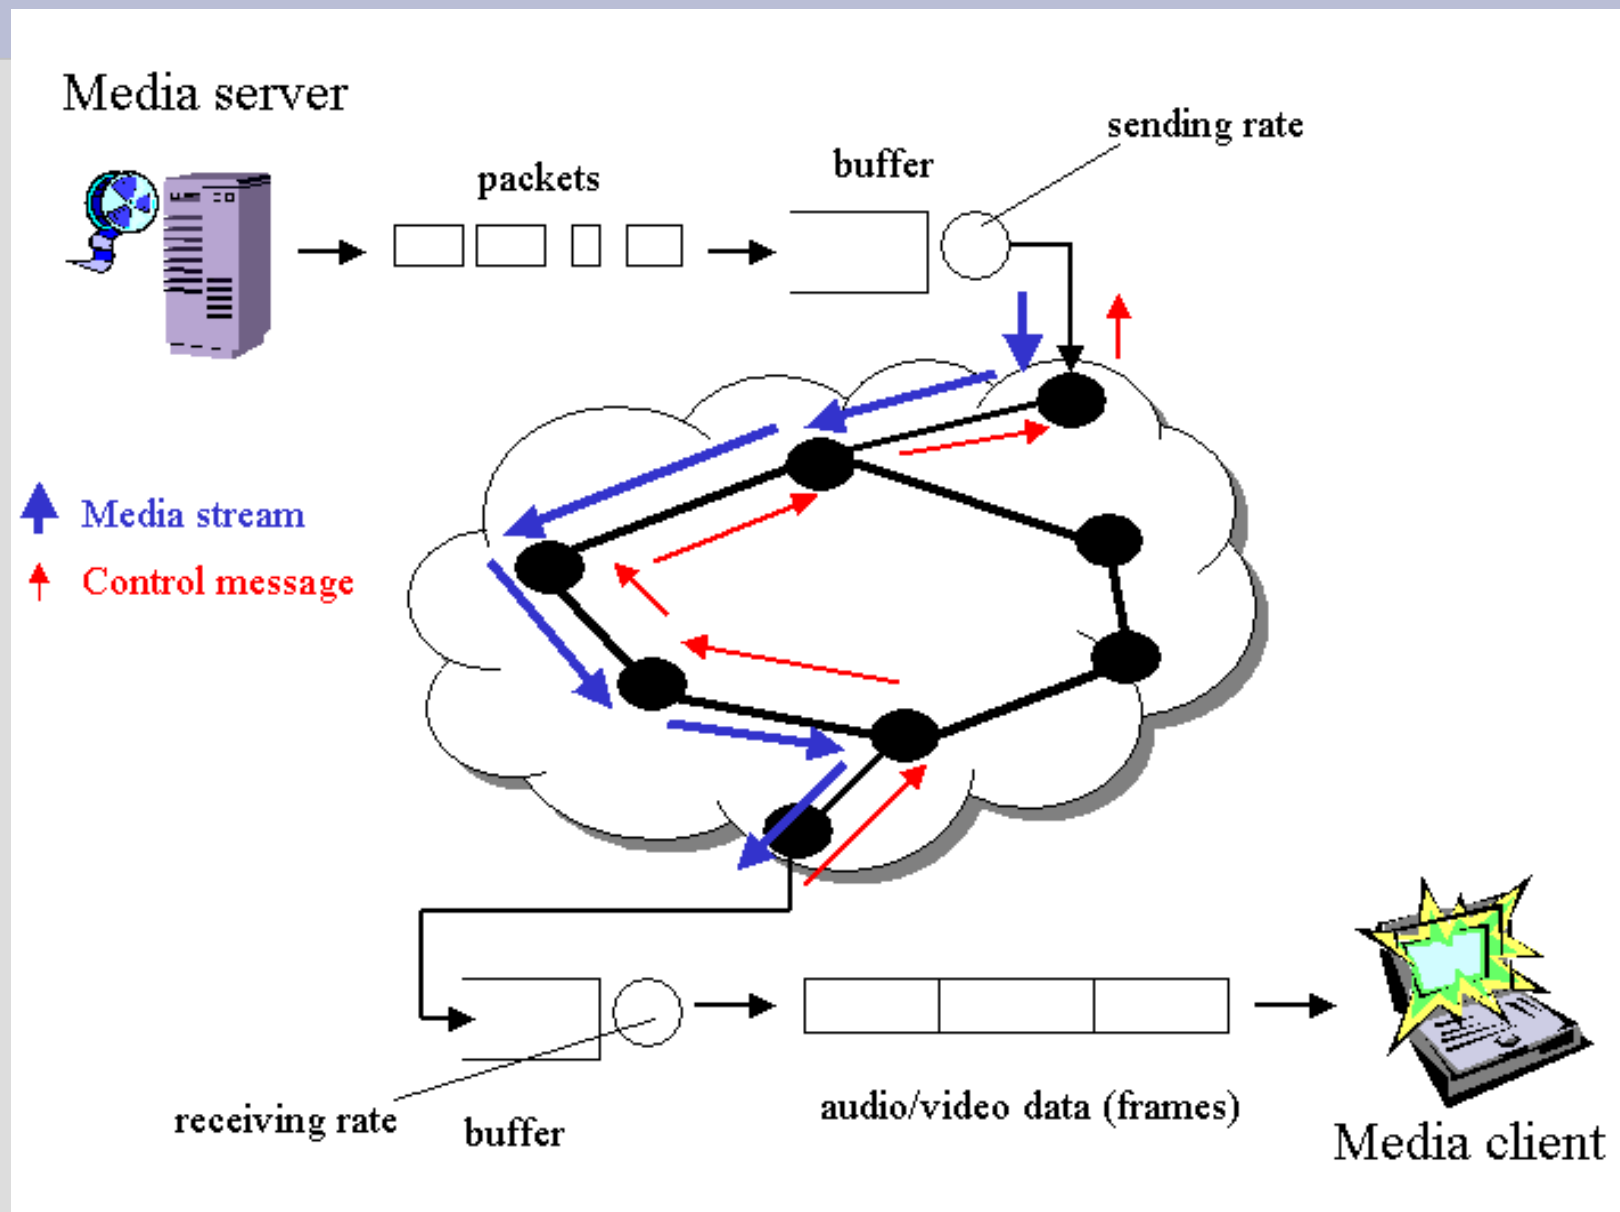 Media server
sending rate
buffer
packets
Media stream
Control message
receiving rate
buffer
audio/video data (frames)
Media client